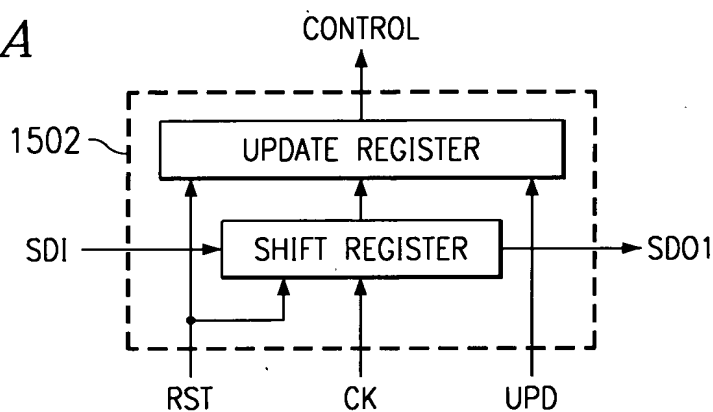 A
CONTROL
1502
UPDATE REGISTER
SDI
SHIFT REGISTER
SDO1
RST
CK
UPD